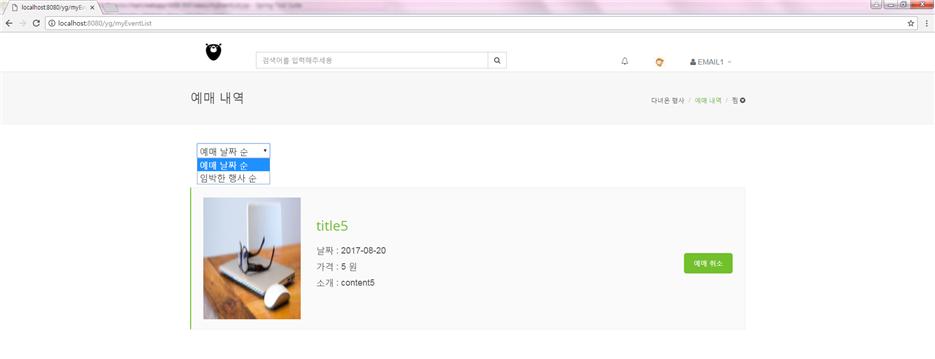 localhost:8080/yg/myEv
localhost:8080/yg/myEventList
검색어를 입력해주세용
EMAIL1
예매 내역
다녀온 행사 / 예매 내역 / 찜
예매 날짜 순
예매 날짜 순
임박한 행사 순
title5
날짜 : 2017-08-20
가격 : 5 원
소개 : content5
예매 취소